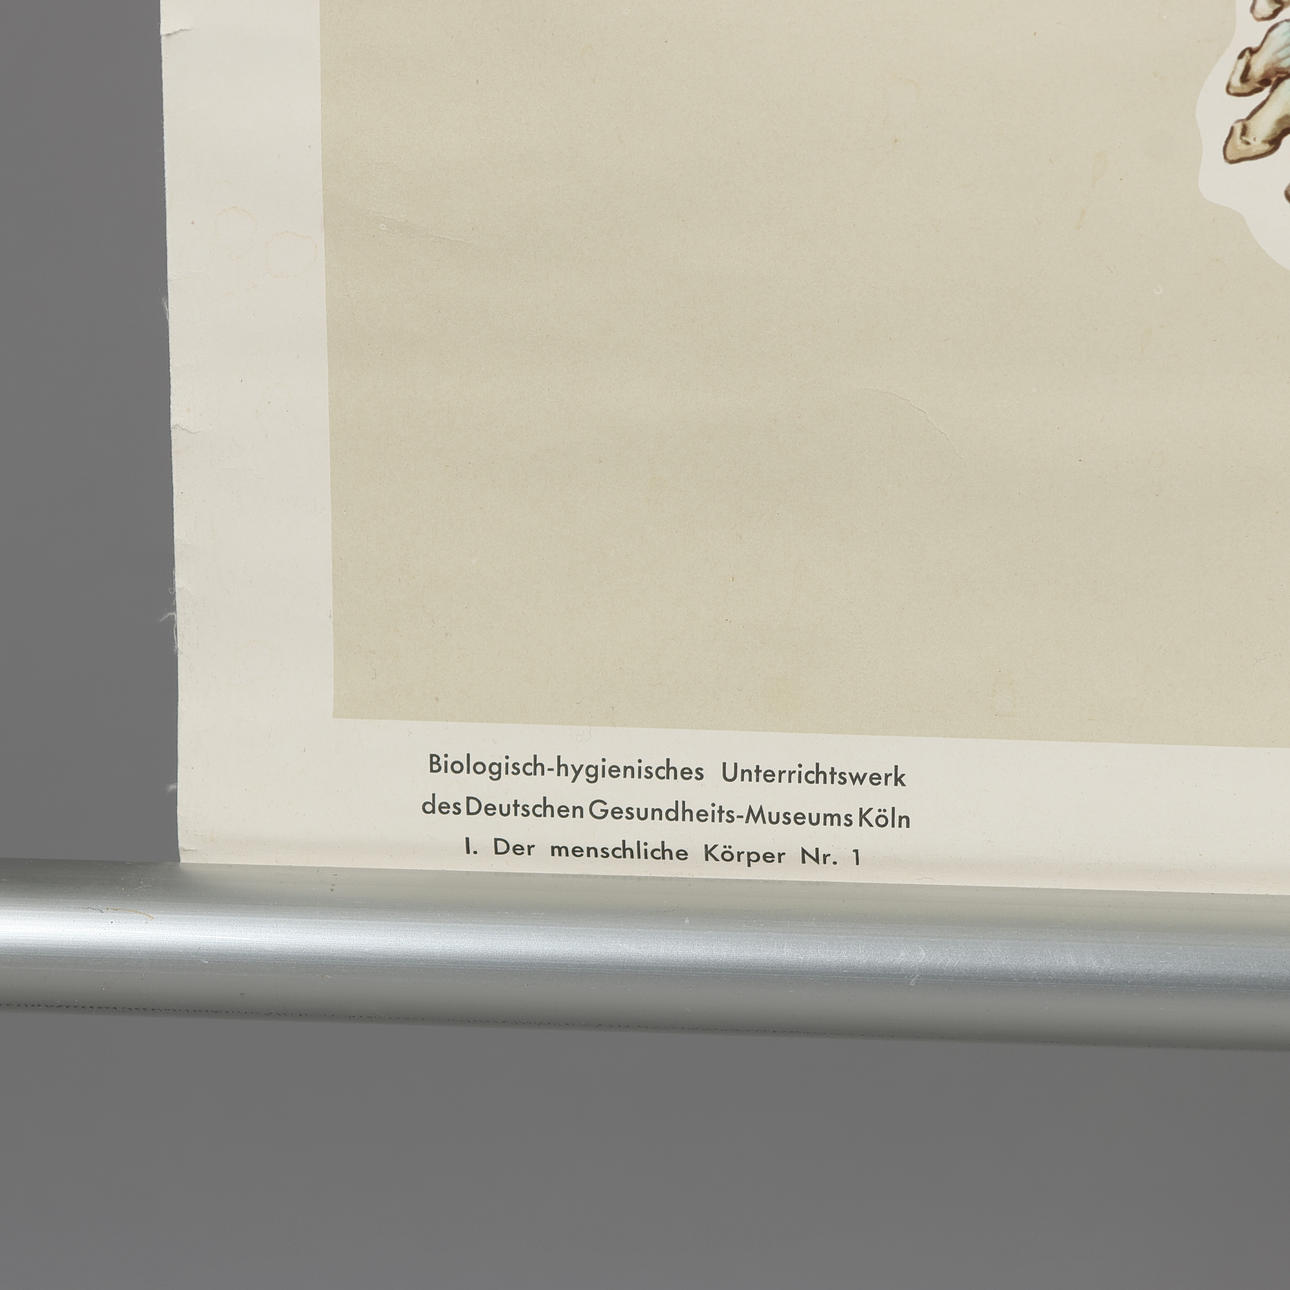 Biologisch-hygienisches Unterrichtswerk
des Deutschen Gesundheits-Museums Köln
I. Der menschliche Körper Nr. 1